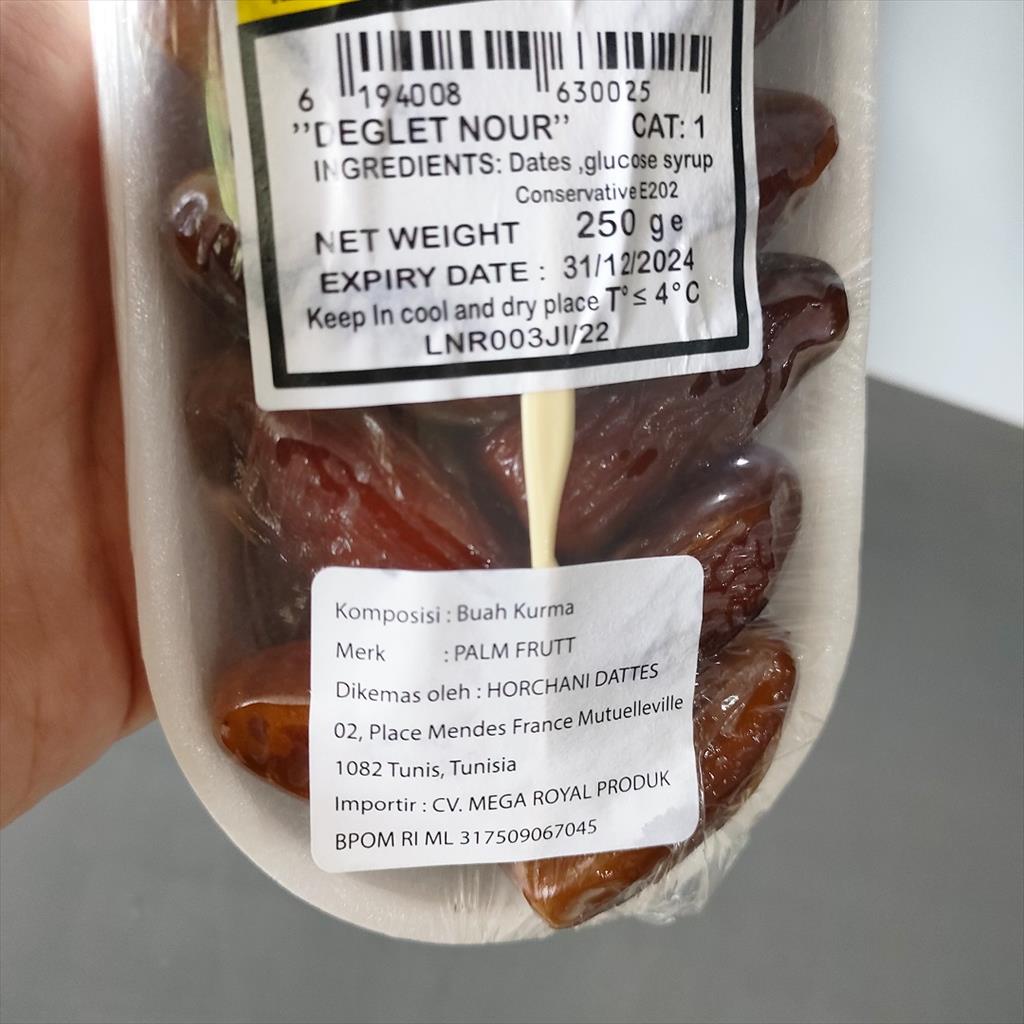 6 194008 630025
"DEGLET NOUR" CAT: 1
INGREDIENTS: Dates ,glucose syrup
Conservative E202
NET WEIGHT 250 g e
EXPIRY DATE : 31/12/2024
Keep In cool and dry place T°≤ 4°C
LNR003JI/22
Komposisi : Buah Kurma
Merk : PALM FRUTT
Dikemas oleh : HORCHANI DATTES
02, Place Mendes France Mutuelleville
1082 Tunis, Tunisia
Importir : CV. MEGA ROYAL PRODUK
BPOM RI ML 317509067045